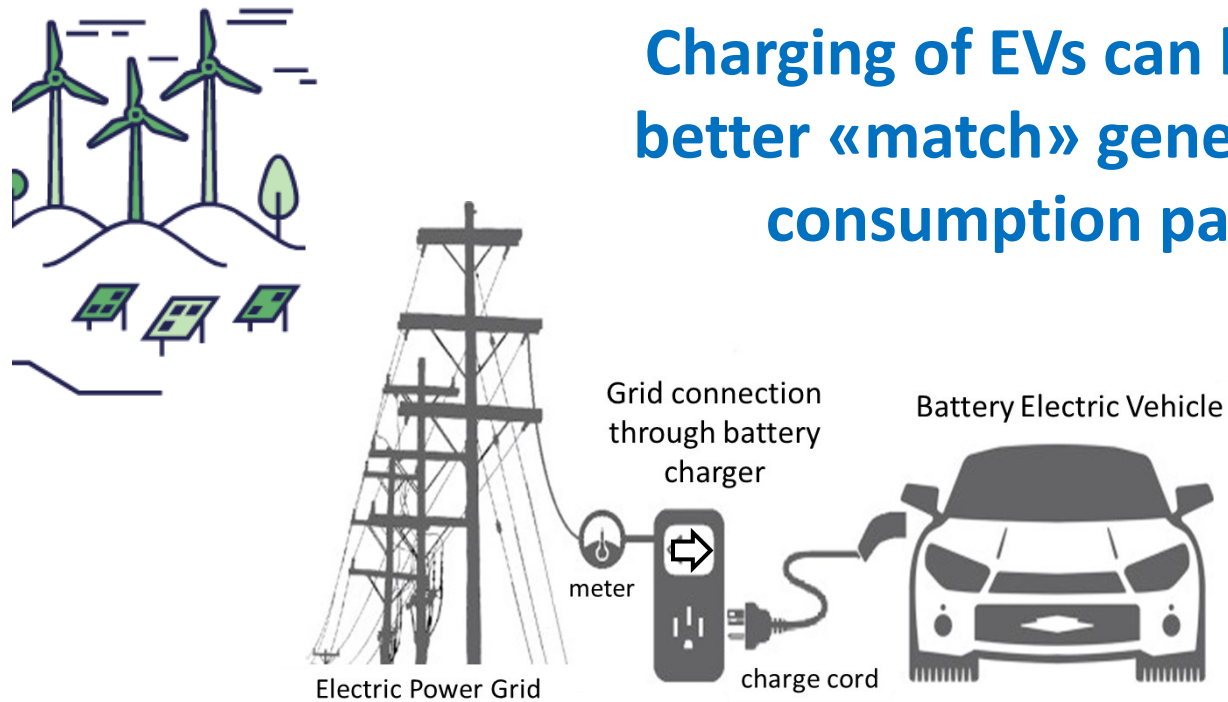 Charging of EVs can
better «match» gene
consumption pa
Grid connection
through battery
charger
Battery Electric Vehicle
meter
charge cord
Electric Power Grid